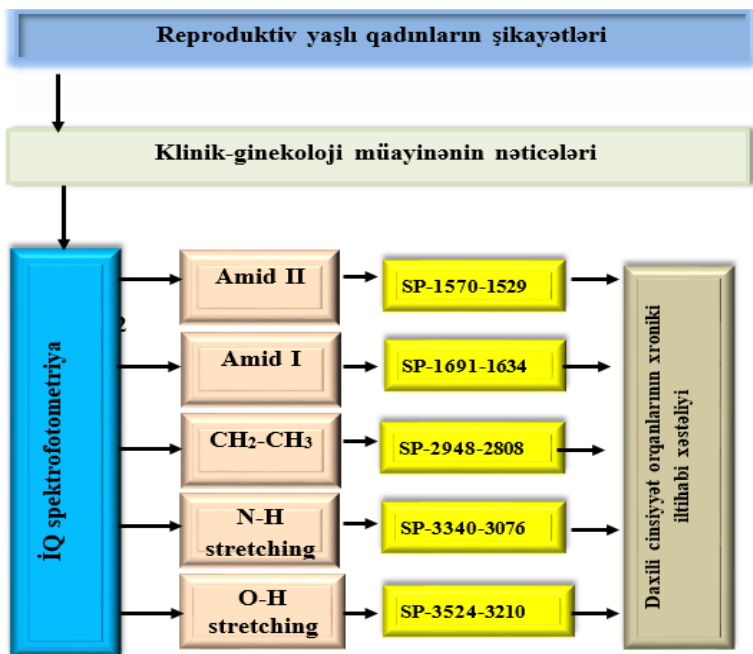 Reproduktiv yaşlı qadınların şikayətləri
Klinik-ginekoloji müayinənin nəticələri
İQ spektrofotometriya
2
Amid II
SP-1570-1529
Amid I
SP-1691-1634
CH₂-CH₃
SP-2948-2808
N-H
stretching
SP-3340-3076
O-H
stretching
SP-3524-3210
Daxili cinsiyyət orqanlarının xroniki
iltihabi xəstəliyi